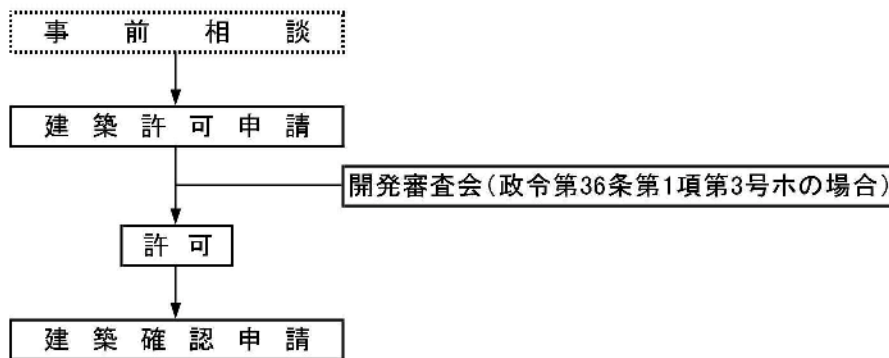 事前相談
建築許可申請
開発審査会(政令第36条第1項第3号ホの場合)
許可
建築確認申請